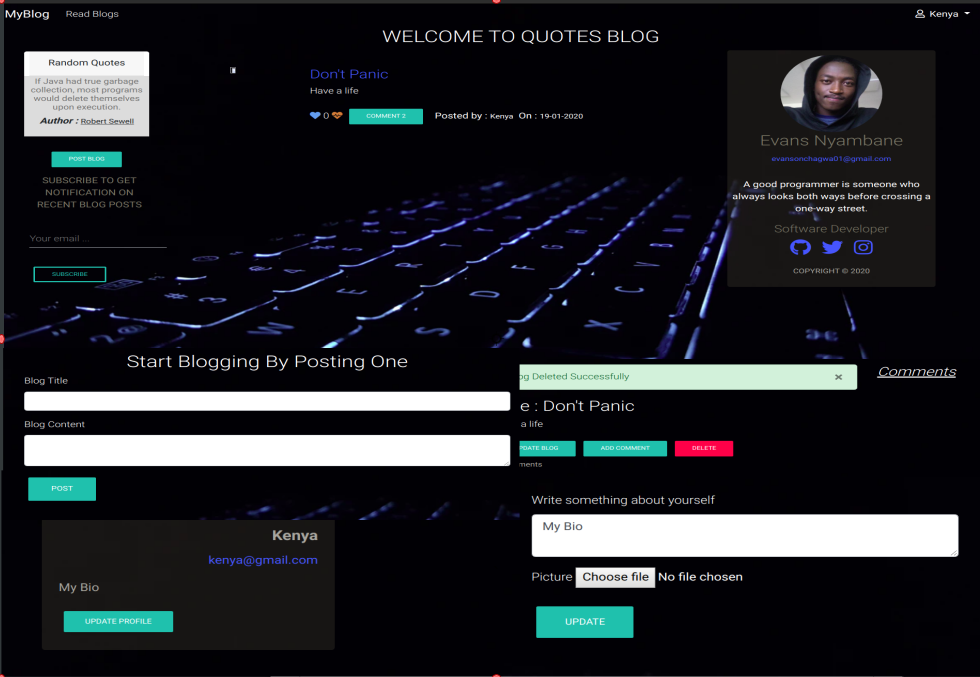 MyBlog Read Blogs Kenya
WELCOME TO QUOTES BLOG
Random Quotes
If Java had true garbage
collection, most programs
would delete themselves
upon execution.
Author : Robert Sewell
POST BLOG
SUBSCRIBE TO GET
NOTIFICATION ON
RECENT BLOG POSTS
Your email ...
SUBSCRIBE
Don't Panic
Have a life
0 COMMENT 2 Posted by : Kenya On : 19-01-2020
Evans Nyambane
evansonchagwa01@gmail.com
A good programmer is someone who
always looks both ways before crossing a
one-way street.
Software Developer
COPYRIGHT © 2020
Start Blogging By Posting One
Blog Title
Blog Content
POST
og Deleted Successfully ×
Comments
e : Don't Panic
a life
PDATE BLOG ADD COMMENT DELETE
ments
Kenya
kenya@gmail.com
My Bio
UPDATE PROFILE
Write something about yourself
My Bio
Picture Choose file No file chosen
UPDATE